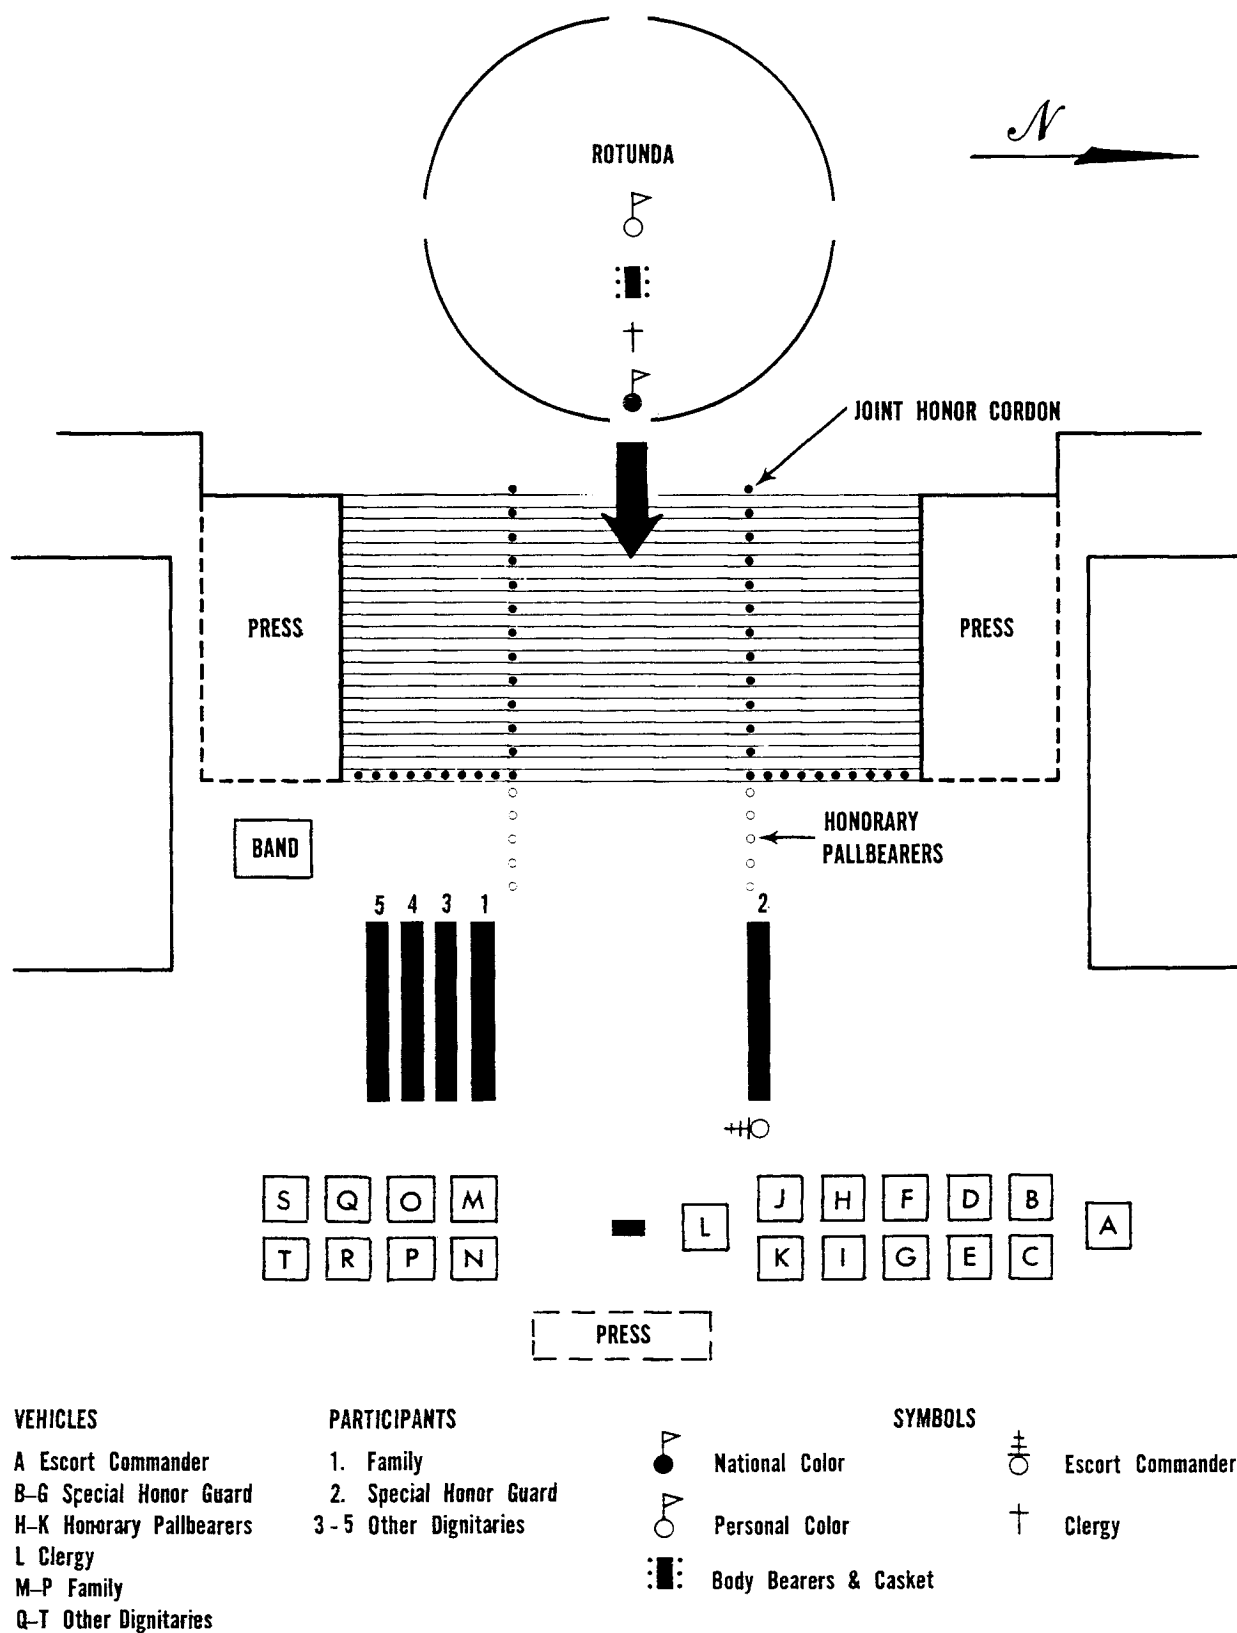 N
ROTUNDA
JOINT HONOR CORDON
PRESS
PRESS
HONORARY
PALLBEARERS
BAND
5 4 3 1 2
S Q O M J H F D B
L A
T R P N K I G E C
PRESS
VEHICLES
A Escort Commander
B-G Special Honor Guard
H-K Honorary Pallbearers
L Clergy
M-P Family
Q-T Other Dignitaries
PARTICIPANTS
1. Family
2. Special Honor Guard
3-5 Other Dignitaries
SYMBOLS
National Color
Personal Color
Body Bearers & Casket
Escort Commander
Clergy